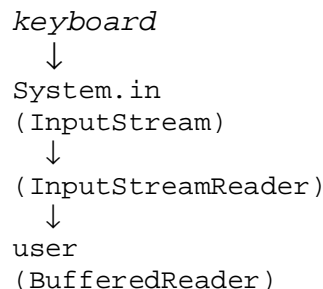 keyboard
↓
System.in
(InputStream)
↓
(InputStreamReader)
↓
user
(BufferedReader)